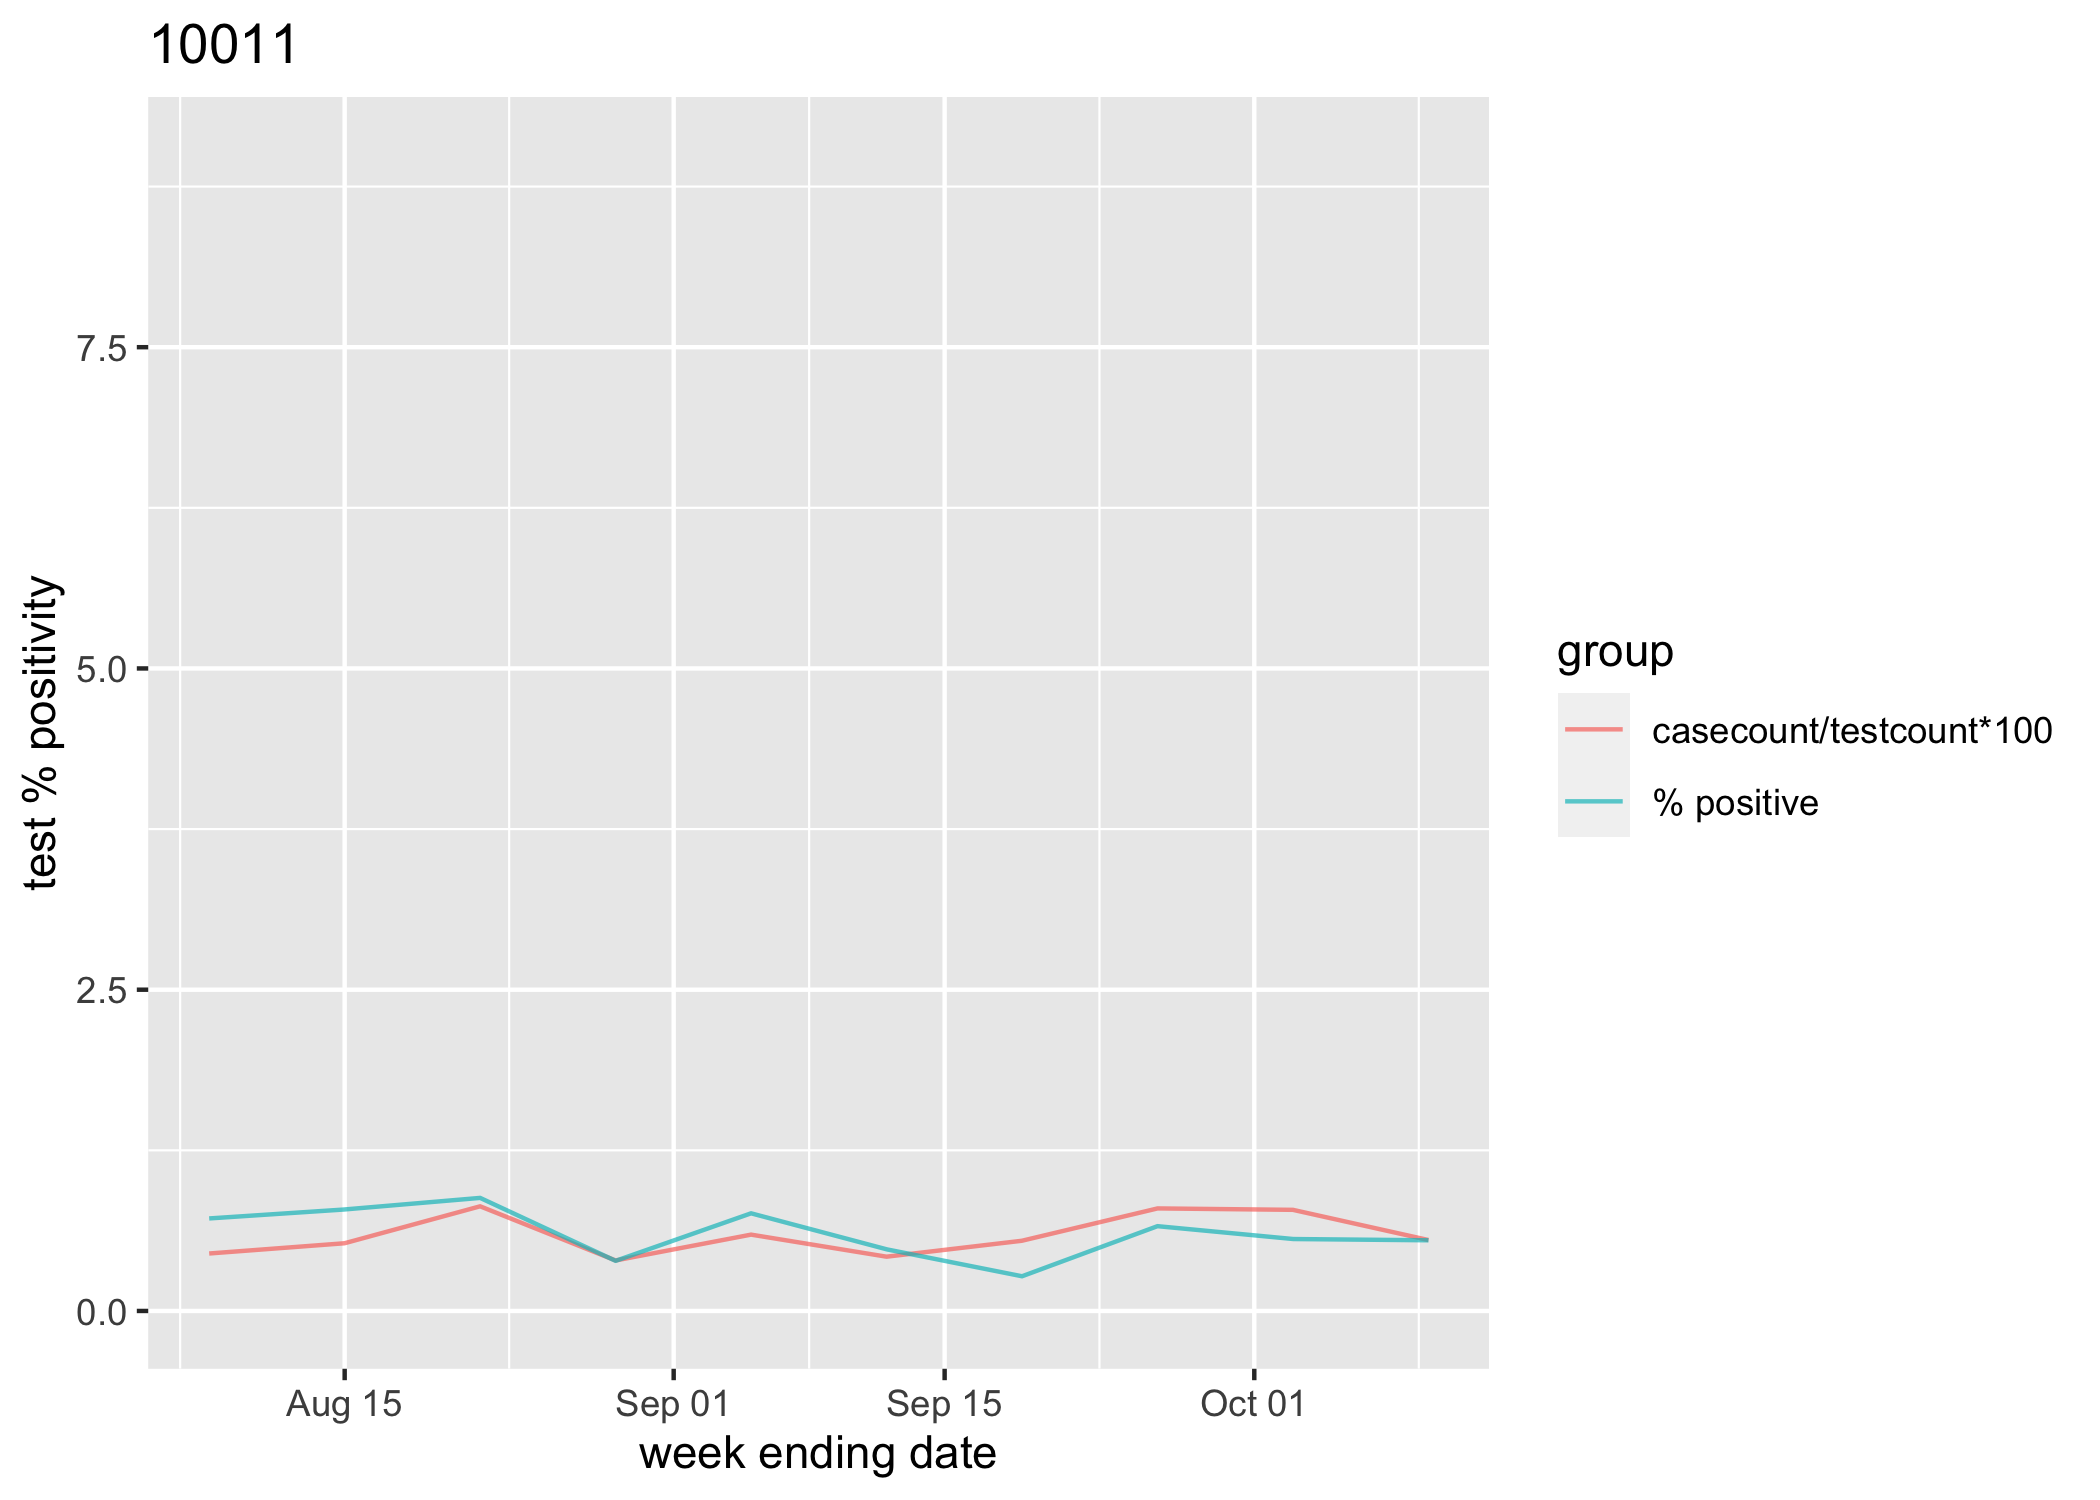 10011
test % positivity
7.5
5.0
2.5
0.0
Aug 15
Sep 01
Sep 15
Oct 01
week ending date
group
casecount/testcount*100
% positive